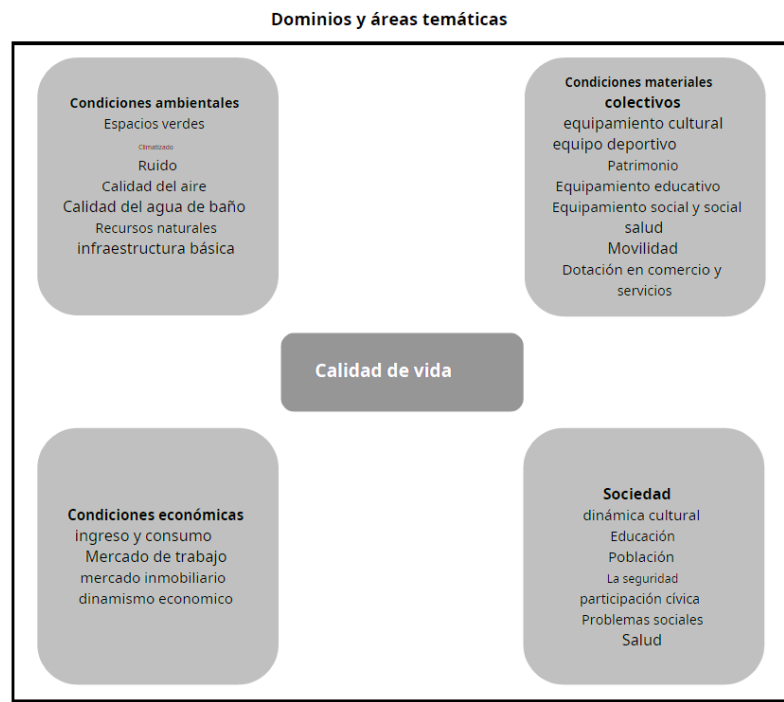 Dominios y áreas temáticas
Condiciones ambientales
Espacios verdes
Climatizado
Ruido
Calidad del aire
Calidad del agua de baño
Recursos naturales
infraestructura básica
Condiciones materiales
colectivos
equipamiento cultural
equipo deportivo
Patrimonio
Equipamiento educativo
Equipamiento social y social
salud
Movilidad
Dotación en comercio y
servicios
Calidad de vida
Condiciones económicas
ingreso y consumo
Mercado de trabajo
mercado inmobiliario
dinamismo economico
Sociedad
dinámica cultural
Educación
Población
La seguridad
participación cívica
Problemas sociales
Salud